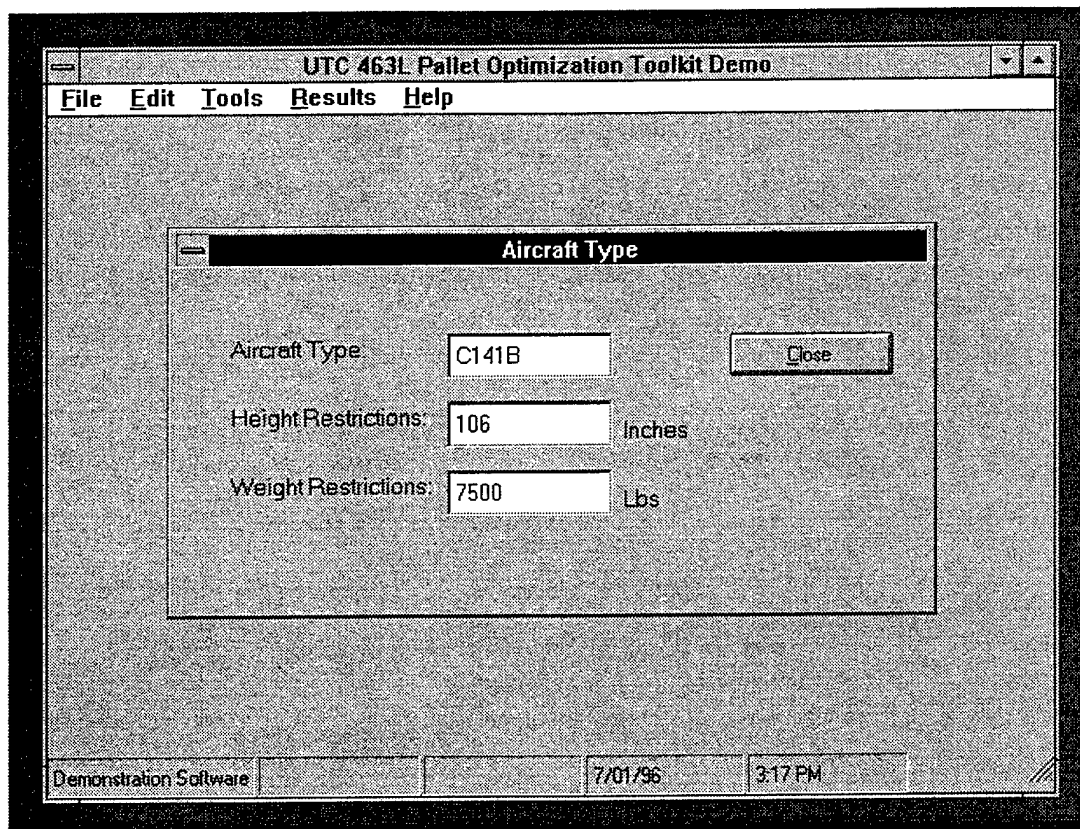 UTC 463L Pallet Optimization Toolkit Demo
File Edit Tools Results Help
Aircraft Type
Aircraft Type C141B Close
Height Restrictions: 106 Inches
Weight Restrictions: 7500 Lbs
Demonstration Software 7/01/96 3:17 PM